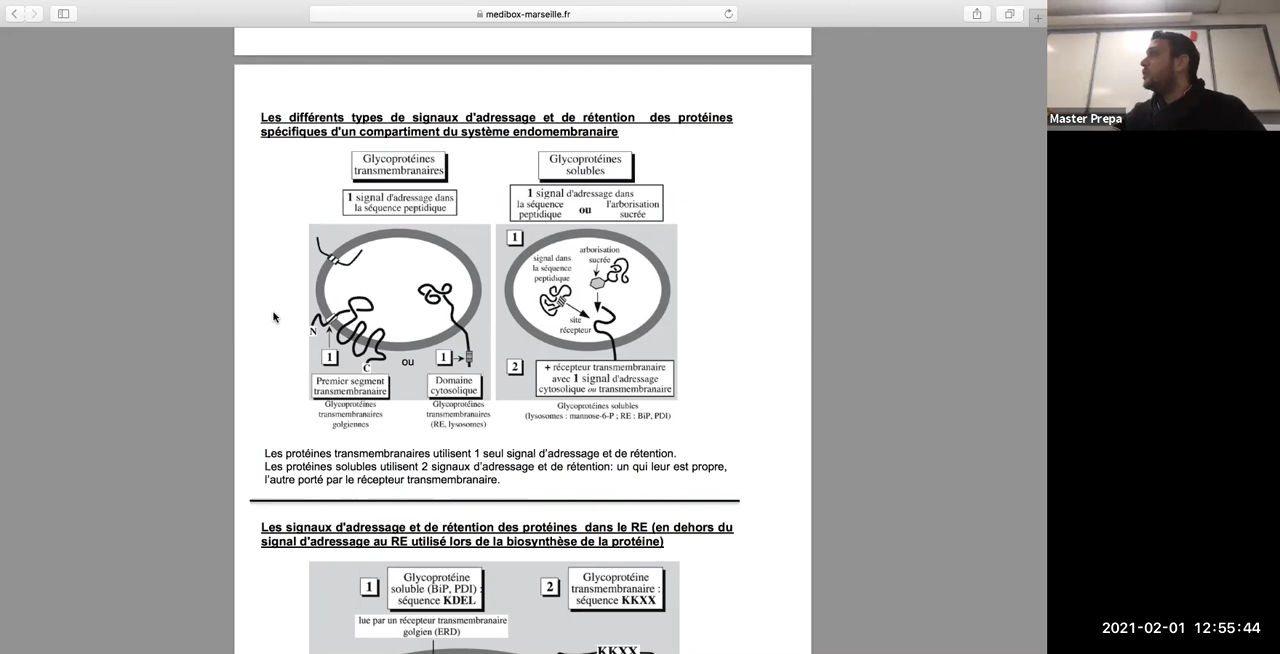 medibox-marseille.fr
Master Prepa
Les différents types de signaux d'adressage et de rétention des protéines
spécifiques d'un compartiment du système endomembranaire
Glycoprotéines
transmembranaires
1 signal d'adressage dans
la séquence peptidique
N
C
1
ou
1
Premier segment
transmembranaire
Glycoprotéines
transmembranaires
golgiennes
Domaine
cytosolique
Glycoprotéines
transmembranaires
(RE, lysosomes)
Glycoprotéines
solubles
1 signal d'adressage dans
la séquence
peptidique
ou
l'arborisation
sucrée
1
signal dans
la séquence
peptidique
arborisation
sucrée
site
récepteur
2
+ récepteur transmembranaire
avec 1 signal d'adressage
cytosolique ou transmembranaire
Glycoprotéines solubles
(lysosomes : mannose-6-P ; RE : BiP, PDI)
Les protéines transmembranaires utilisent 1 seul signal d'adressage et de rétention.
Les protéines solubles utilisent 2 signaux d'adressage et de rétention: un qui leur est propre,
l'autre porté par le récepteur transmembranaire.
Les signaux d'adressage et de rétention des protéines dans le RE (en dehors du
signal d'adressage au RE utilisé lors de la biosynthèse de la protéine)
1
Glycoprotéine
soluble (BiP, PDI) :
séquence KDEL
lue par un récepteur transmembranaire
golgien (ERD)
2
Glycoprotéine
transmembranaire :
séquence KKXX
KKXX
2021-02-01 12:55:44